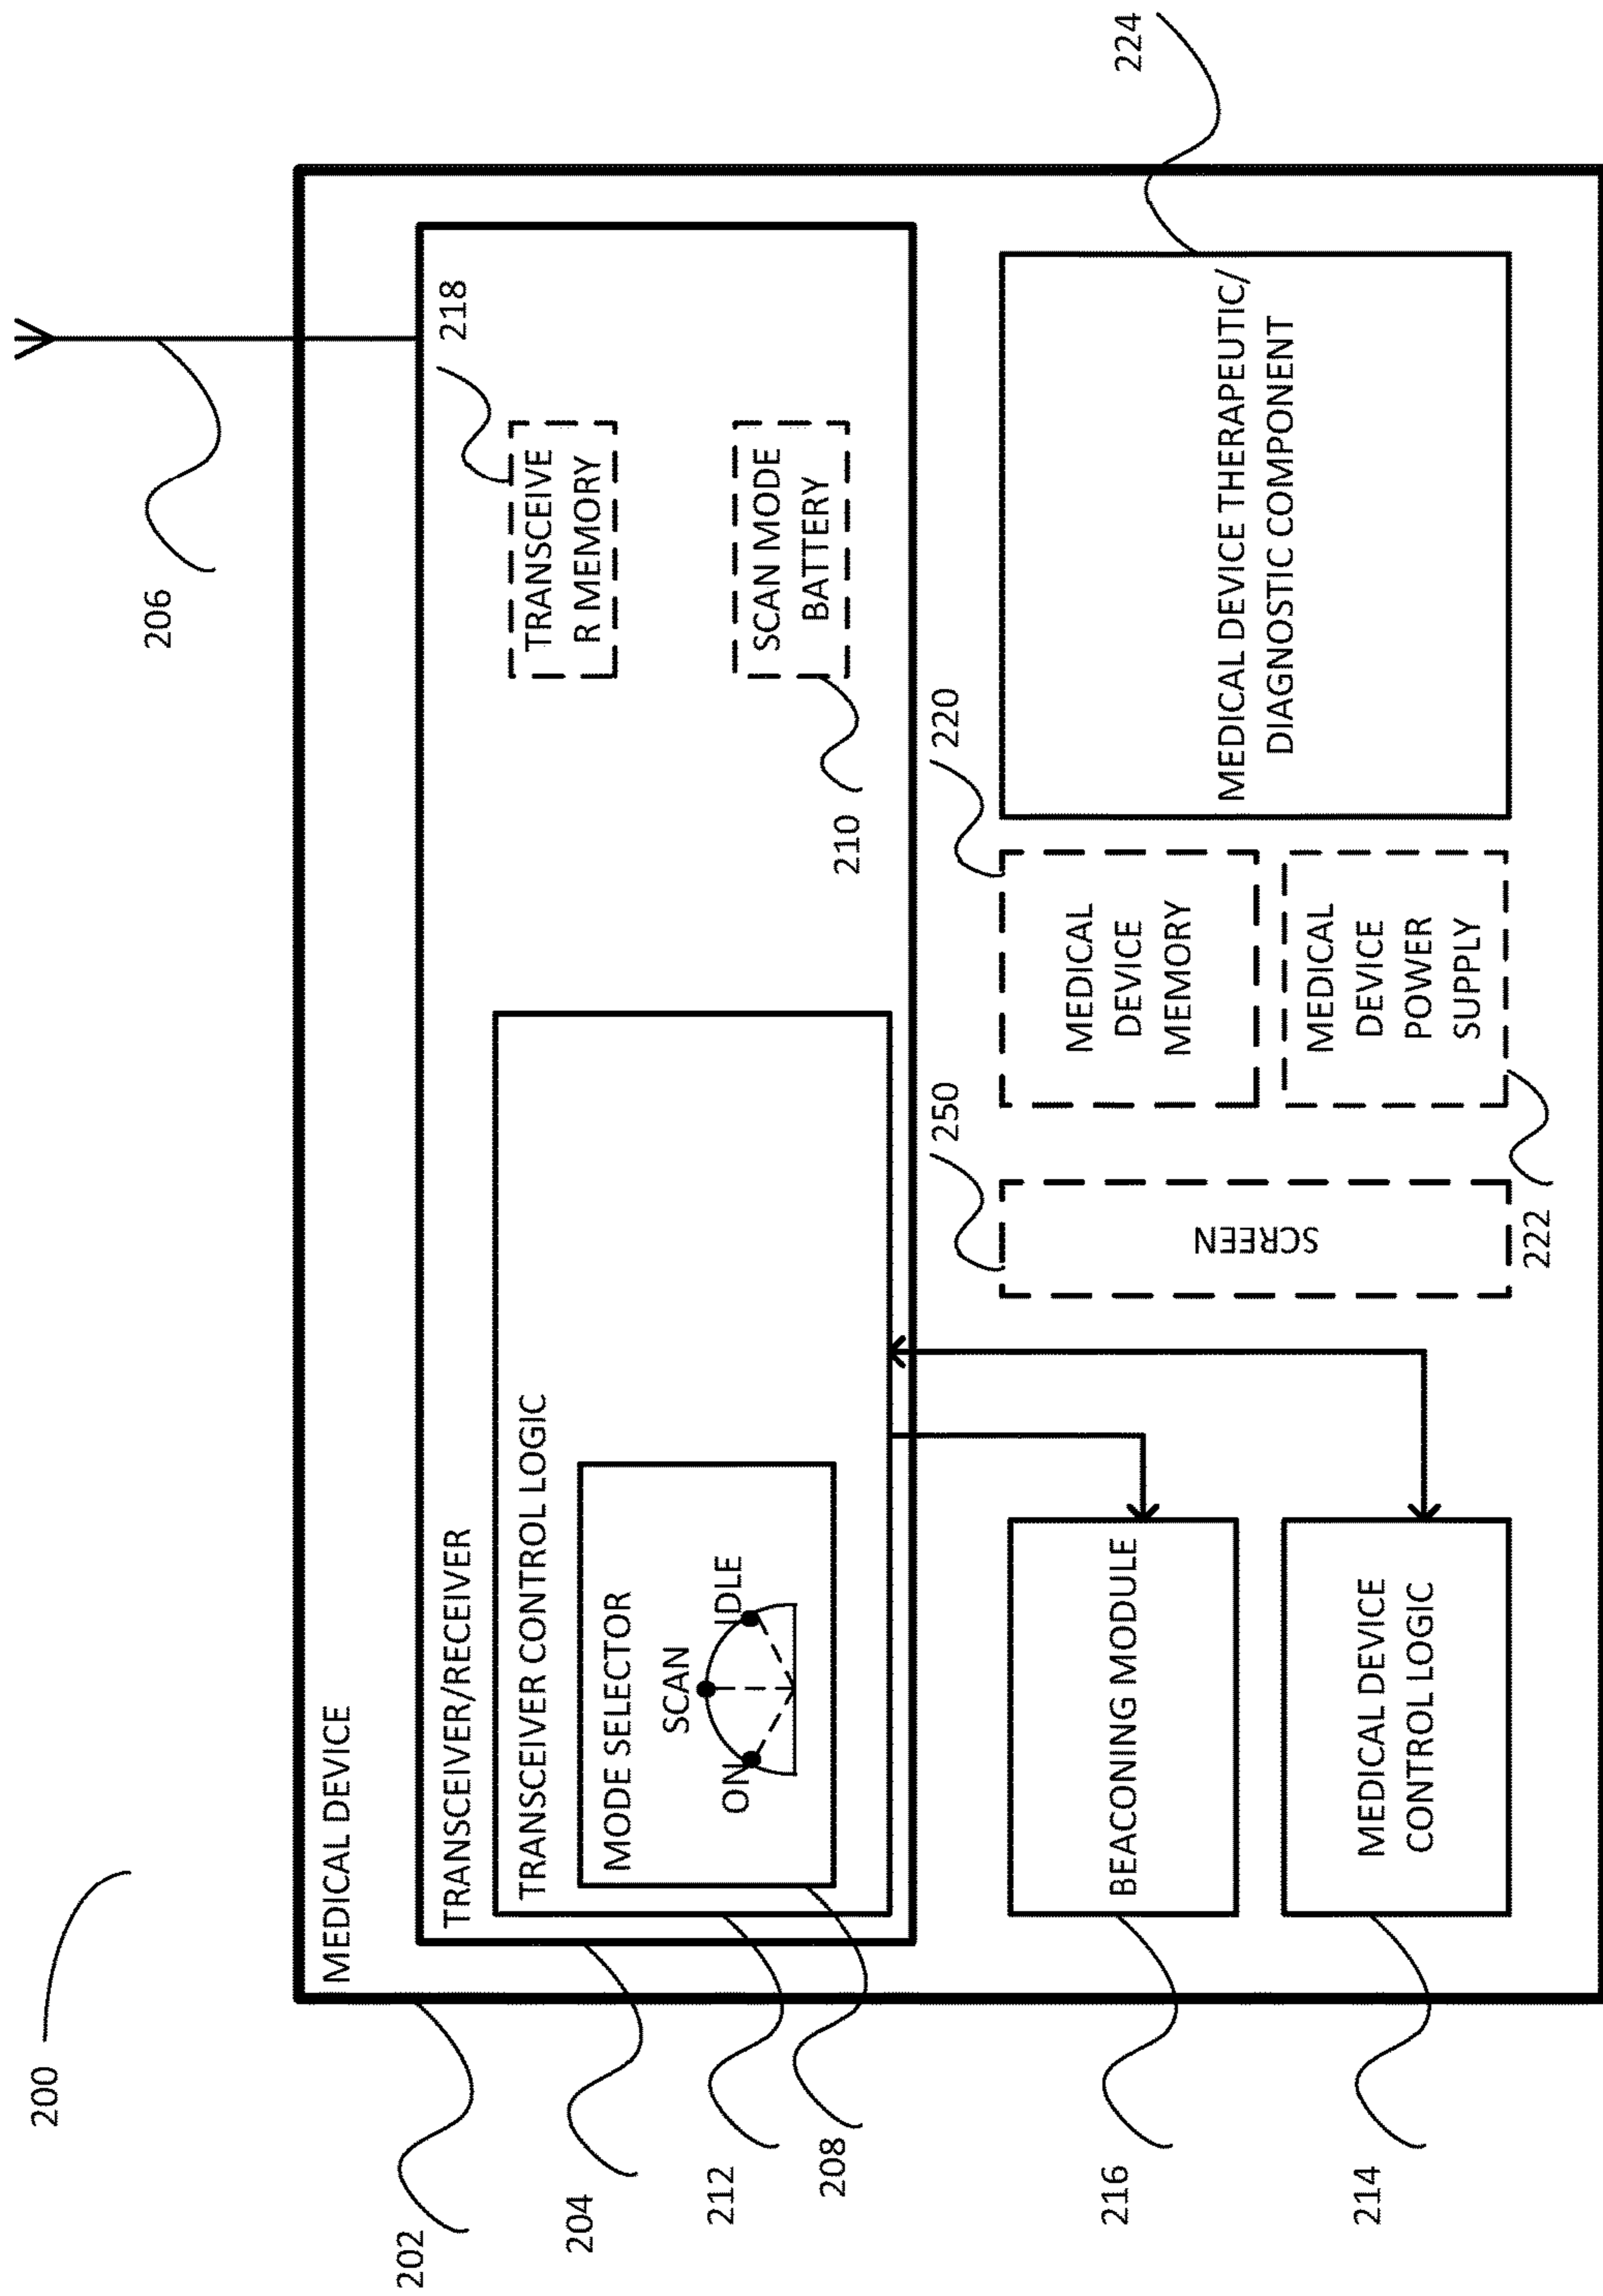 200
206
224
MEDICAL DEVICE
202
TRANSCEIVER/RECEIVER
218
204
TRANSCEIVER CONTROL LOGIC
212
MODE SELECTOR
SCAN
ON
IDLE
208
TRANSCEIVE
R MEMORY
SCAN MODE
BATTERY
210
250
220
BEACONING MODULE
216
MEDICAL DEVICE
CONTROL LOGIC
214
SCREEN
MEDICAL
DEVICE
MEMORY
MEDICAL
DEVICE
POWER
SUPPLY
222
MEDICAL DEVICE THERAPEUTIC/
DIAGNOSTIC COMPONENT